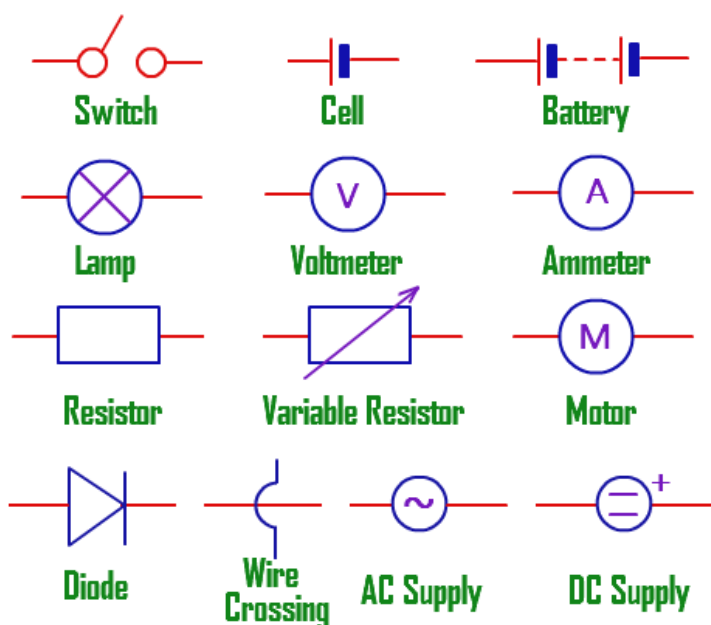 Switch
Cell
Battery
V
A
Lamp
Voltmeter
Ammeter
M
Resistor
Variable Resistor
Motor
~
+
Diode
Wire
Crossing
AC Supply
DC Supply